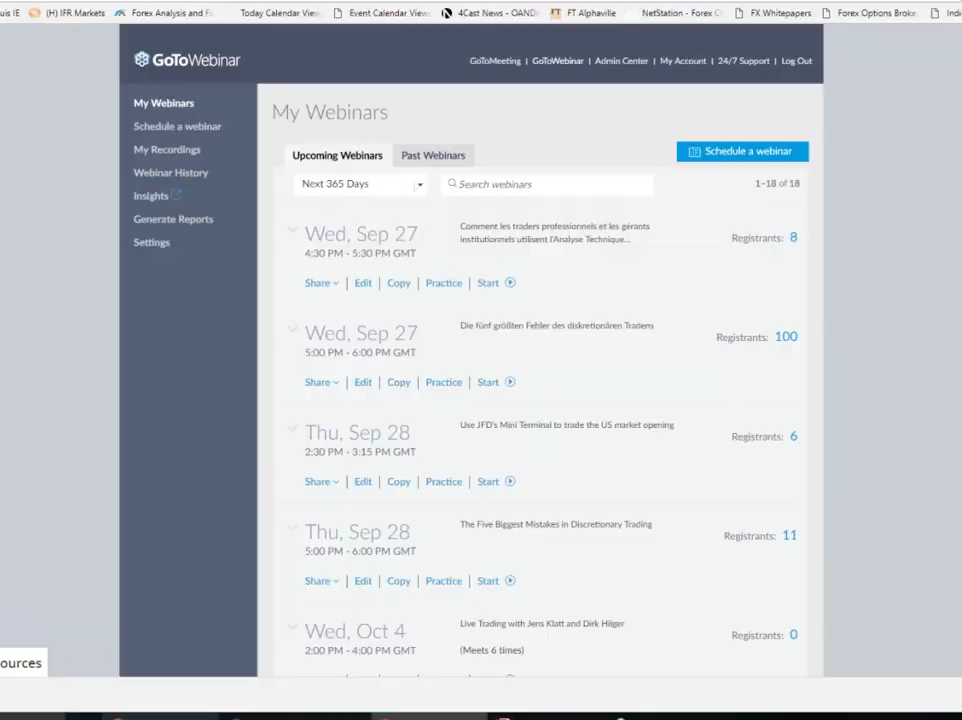 uis IE (H) IFR Markets Forex Analysis and Fo Today Calendar View Event Calendar View 4Cast News - OAND FT Alphaville NetStation - Forex C FX Whitepapers Forex Options Broke Indi
GoToWebinar
GoToMeeting | GoToWebinar | Admin Center | My Account | 24/7 Support | Log Out
My Webinars
Schedule a webinar
My Recordings
Webinar History
Insights
Generate Reports
Settings
My Webinars
Upcoming Webinars Past Webinars
Schedule a webinar
Next 365 Days
Search webinars
1–18 of 18
Wed, Sep 27
4:30 PM - 5:30 PM GMT
Comment les traders professionnels et les gérants
institutionnels utilisent l'Analyse Technique...
Registrants: 8
Share | Edit | Copy | Practice | Start
Wed, Sep 27
5:00 PM - 6:00 PM GMT
Die fünf größten Fehler des diskretionären Tradens
Registrants: 100
Share | Edit | Copy | Practice | Start
Thu, Sep 28
2:30 PM - 3:15 PM GMT
Use JFD's Mini Terminal to trade the US market opening
Registrants: 6
Share | Edit | Copy | Practice | Start
Thu, Sep 28
5:00 PM - 6:00 PM GMT
The Five Biggest Mistakes in Discretionary Trading
Registrants: 11
Share | Edit | Copy | Practice | Start
Wed, Oct 4
2:00 PM - 4:00 PM GMT
Live Trading with Jens Klatt and Dirk Hilger
(Meets 6 times)
Registrants: 0
ources